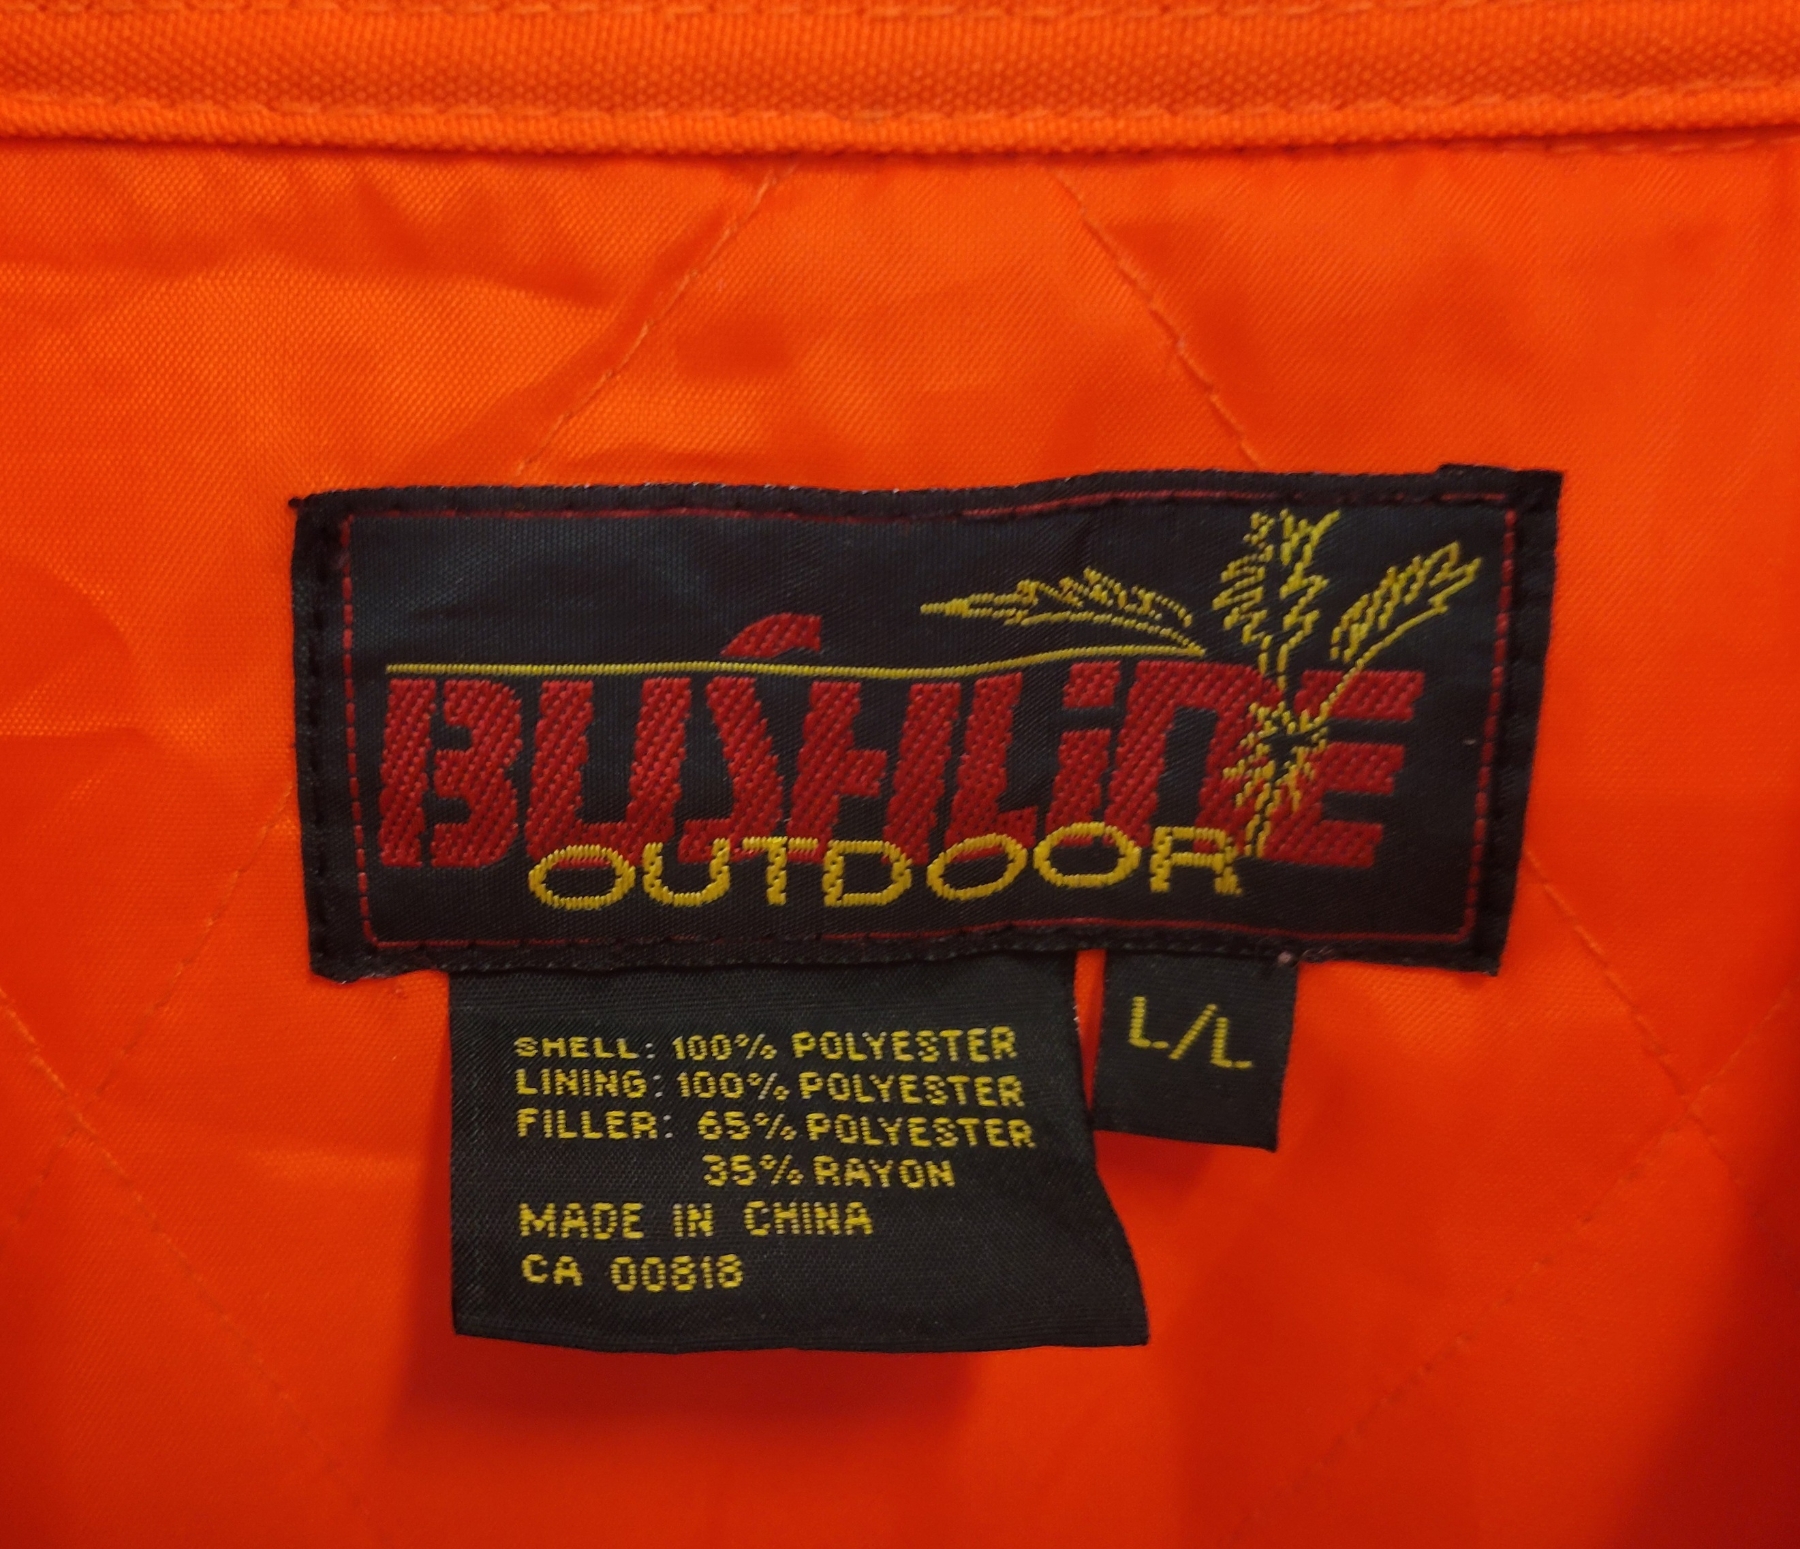 BUSHLINE
OUTDOOR
L/L
SHELL: 100% POLYESTER
LINING: 100% POLYESTER
FILLER: 65% POLYESTER
35% RAYON
MADE IN CHINA
CA 00818